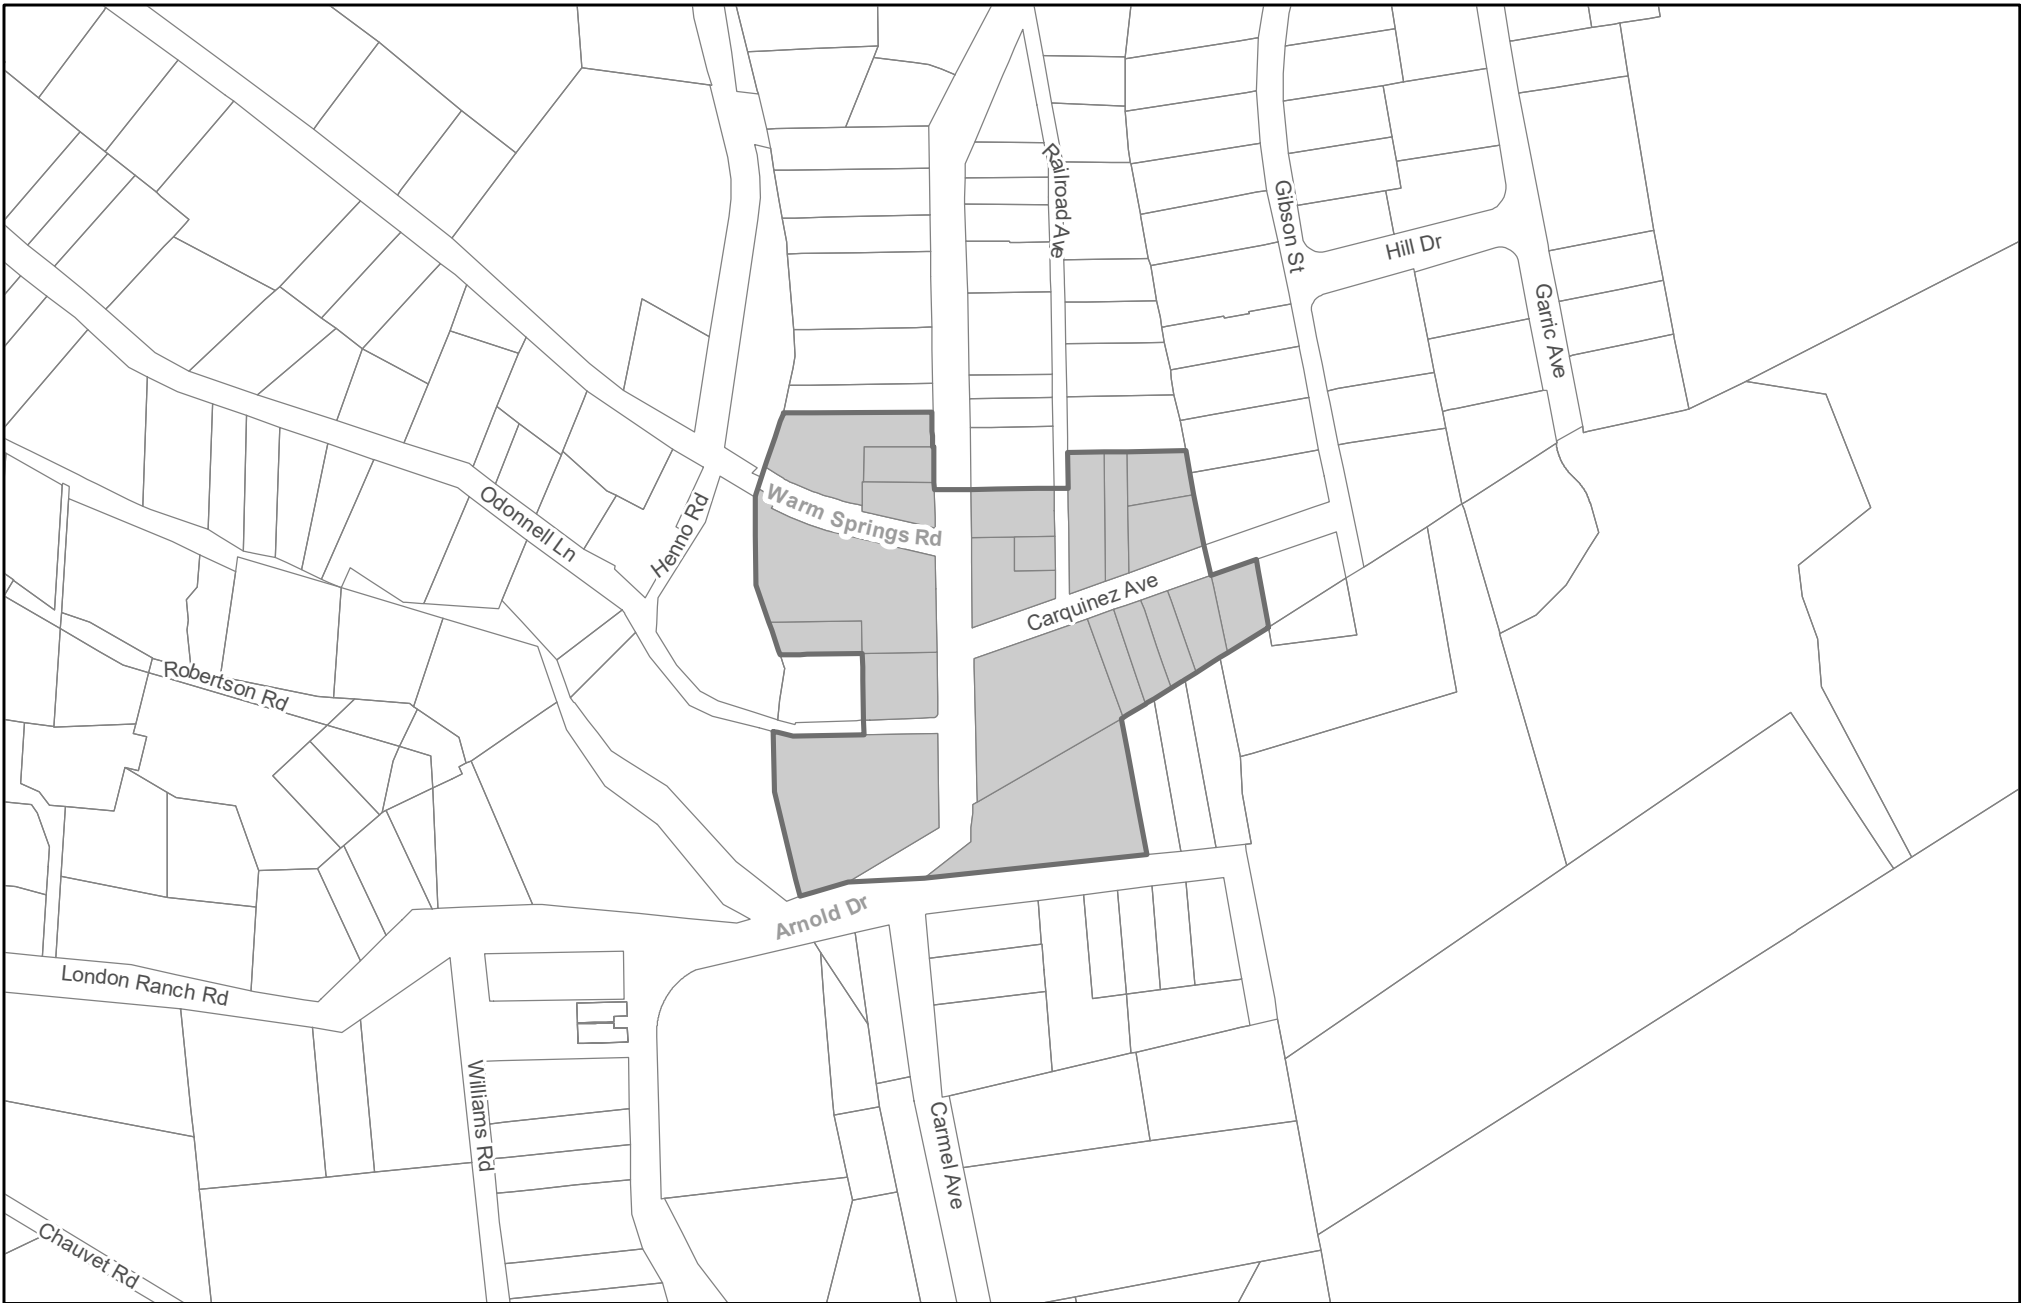 Railroad Ave
Gibson St
Hill Dr
Garric Ave
Warm Springs Rd
Odonnell Ln
Henno Rd
Carquinez Ave
Robertson Rd
Arnold Dr
London Ranch Rd
Williams Rd
Carmel Ave
Chauvet Rd